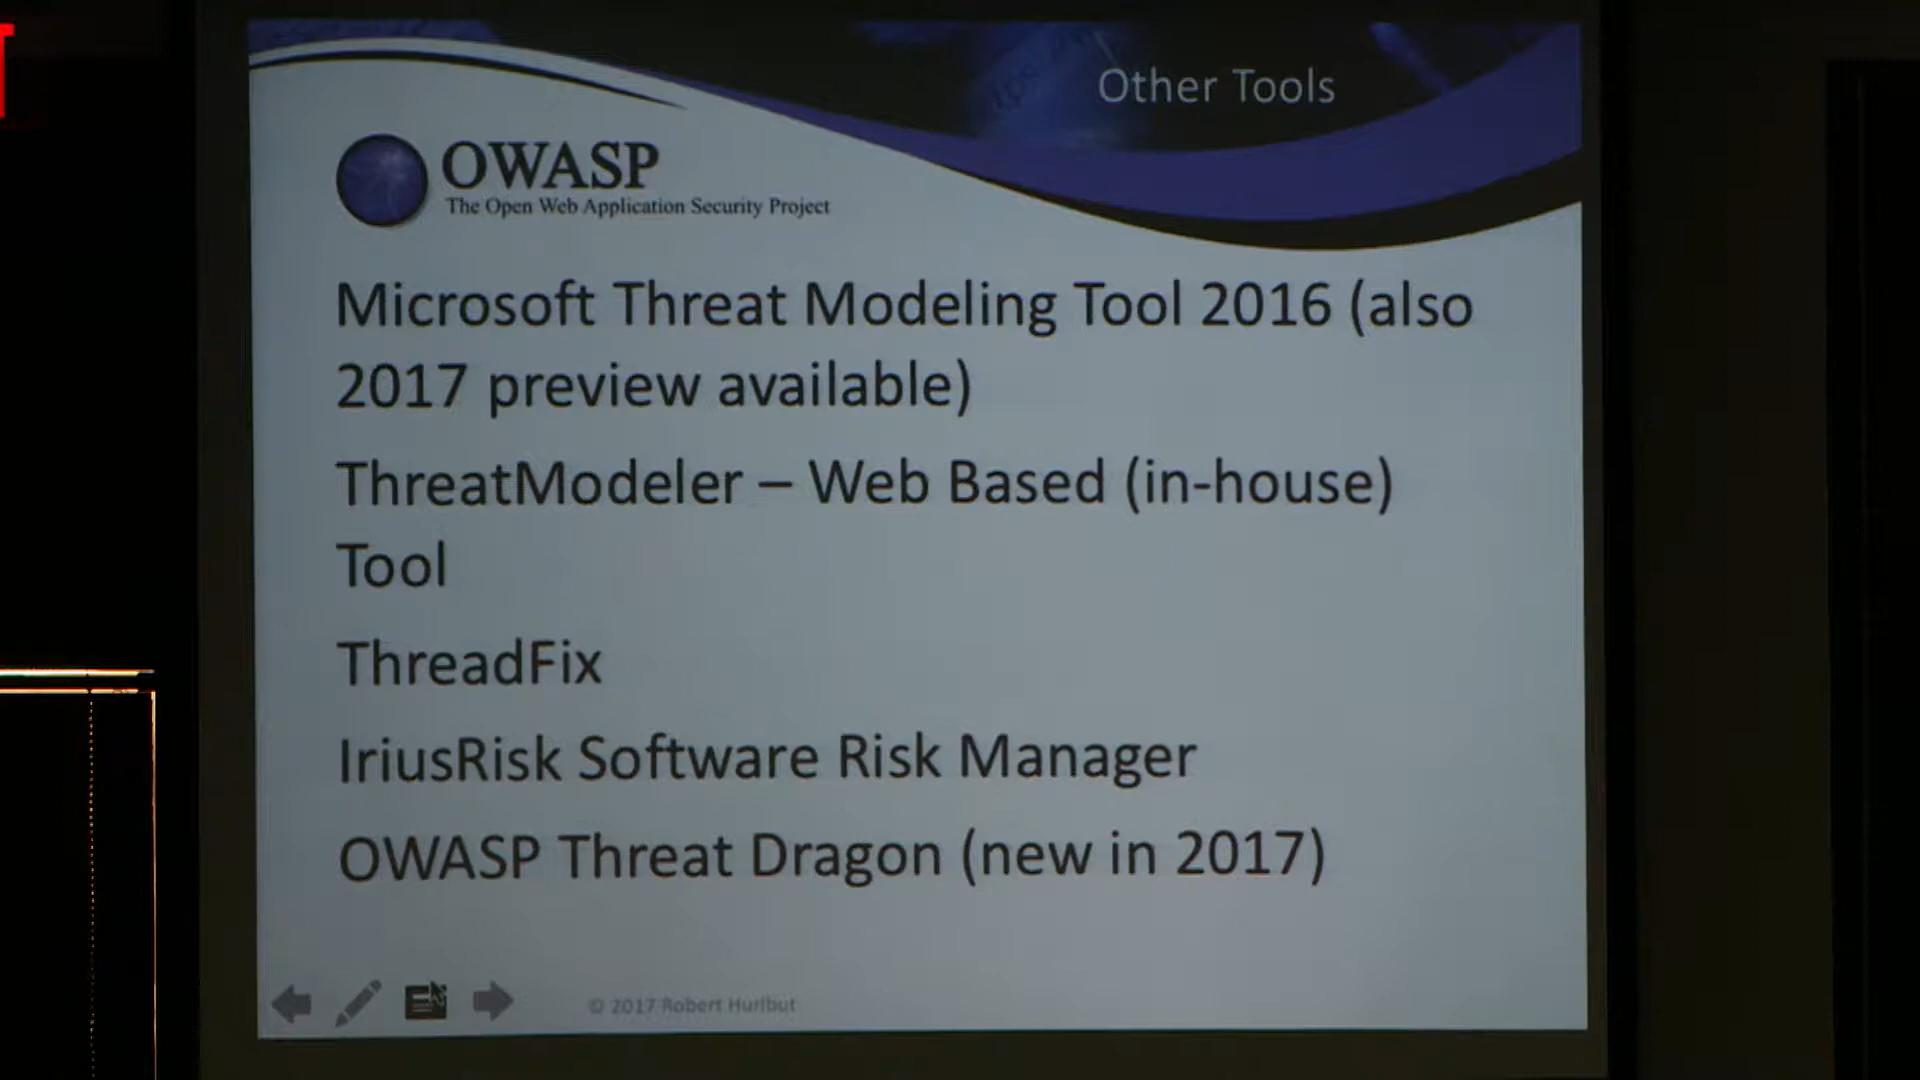 Other Tools
OWASP
The Open Web Application Security Project
Microsoft Threat Modeling Tool 2016 (also
2017 preview available)
ThreatModeler – Web Based (in-house)
Tool
ThreadFix
IriusRisk Software Risk Manager
OWASP Threat Dragon (new in 2017)
© 2017 Robert Hurlbut